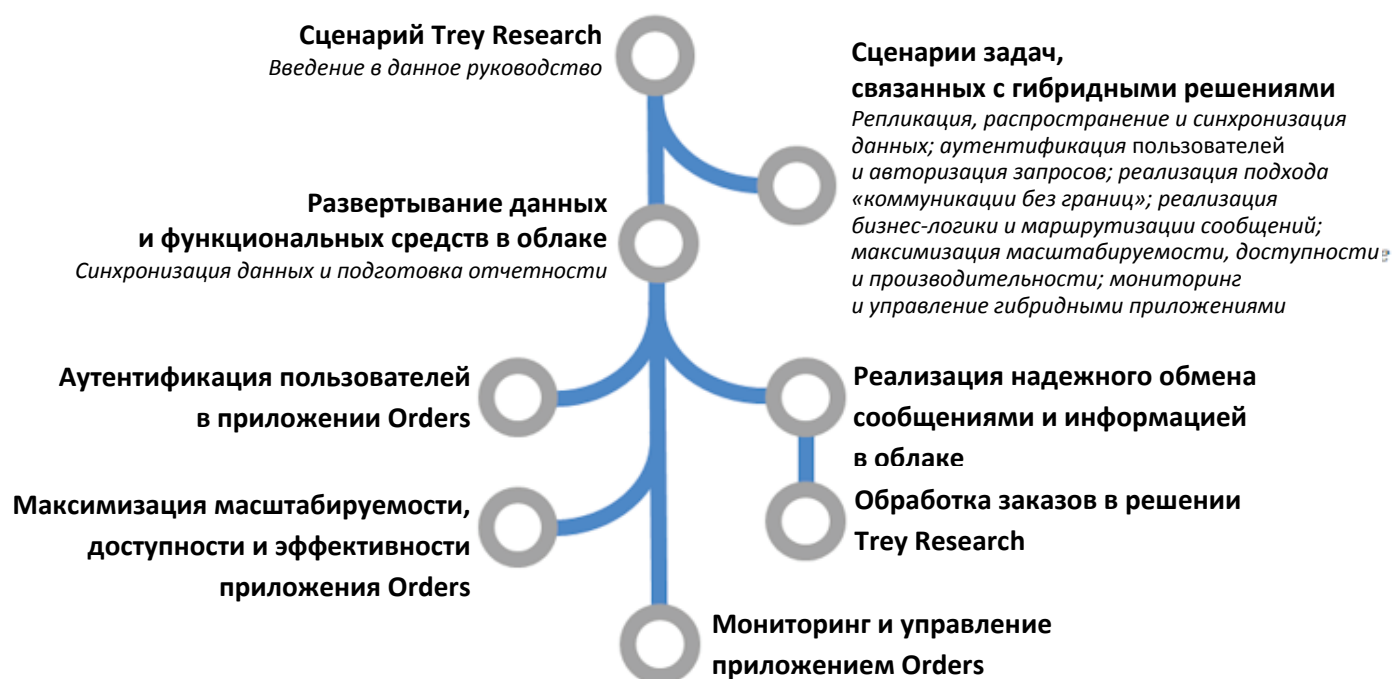 Сценарий Trey Research
Введение в данное руководство
Сценарии задач,
связанных с гибридными решениями
Репликация, распространение и синхронизация
данных; аутентификация пользователей
и авторизация запросов; реализация подхода
«коммуникации без границ»; реализация
бизнес-логики и маршрутизации сообщений;
максимизация масштабируемости, доступности
и производительности; мониторинг
и управление гибридными приложениями
Развертывание данных
и функциональных средств в облаке
Синхронизация данных и подготовка отчетности
Аутентификация пользователей
в приложении Orders
Реализация надежного обмена
сообщениями и информацией
в облаке
Максимизация масштабируемости,
доступности и эффективности
приложения Orders
Обработка заказов в решении
Trey Research
Мониторинг и управление
приложением Orders